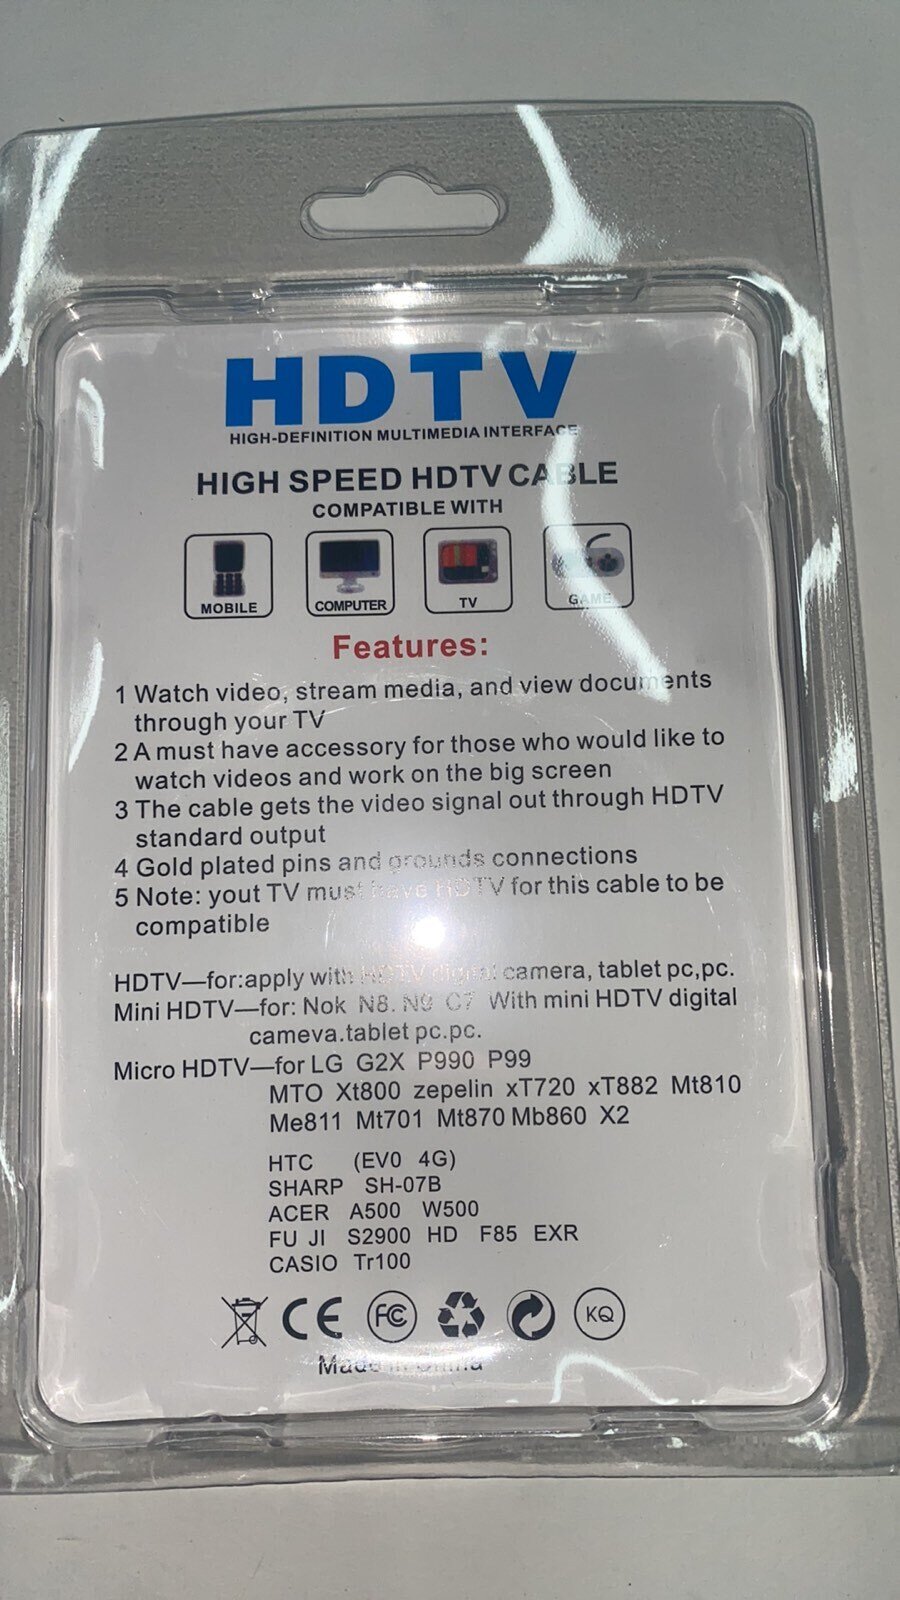 HDTV
HIGH-DEFINITION MULTIMEDIA INTERFACE
HIGH SPEED HDTV CABLE
COMPATIBLE WITH
MOBILE COMPUTER TV GAME
Features:
1 Watch video, stream media, and view documents
through your TV
2 A must have accessory for those who would like to
watch videos and work on the big screen
3 The cable gets the video signal out through HDTV
standard output
4 Gold plated pins and grounds connections
5 Note: yout TV must have HDTV for this cable to be
compatible
HDTV—for:apply with HDTV digital camera, tablet pc,pc.
Mini HDTV—for: Nok N8. N9 C7 With mini HDTV digital
cameva.tablet pc.pc.
Micro HDTV—for LG G2X P990 P99
MTO Xt800 zepelin xT720 xT882 Mt810
Me811 Mt701 Mt870 Mb860 X2
HTC (EV0 4G)
SHARP SH-07B
ACER A500 W500
FU JI S2900 HD F85 EXR
CASIO Tr100
CE FC KQ
Made in China